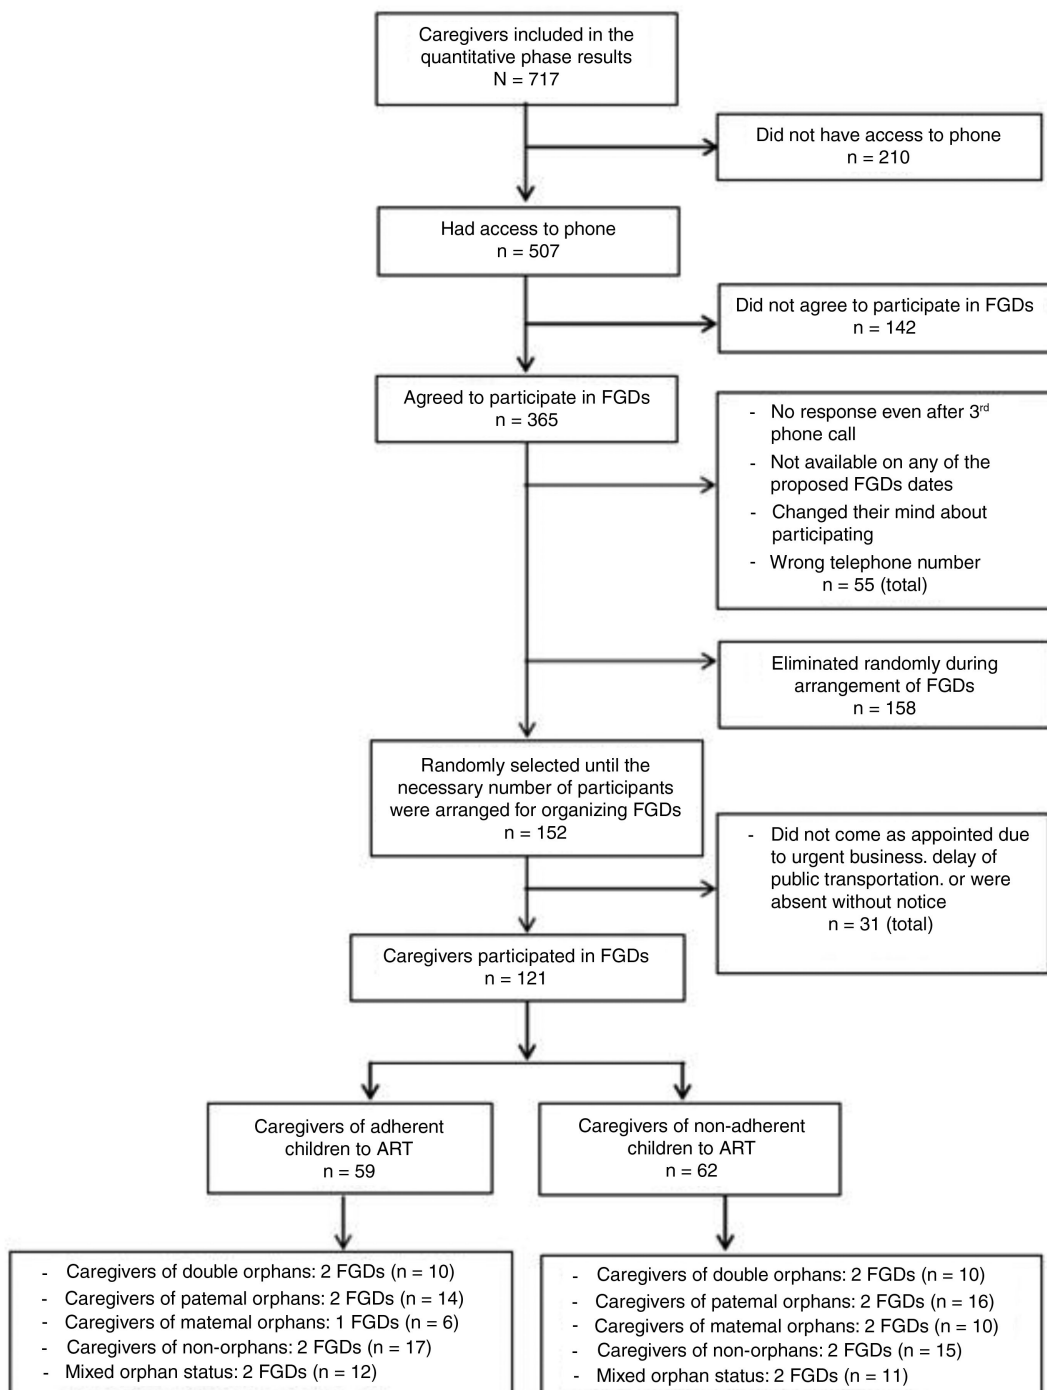 Caregivers included in the
quantitative phase results
N = 717
Did not have access to phone
n = 210
Had access to phone
n = 507
Did not agree to participate in FGDs
n = 142
Agreed to participate in FGDs
n = 365
- No response even after 3rd
phone call
- Not available on any of the
proposed FGDs dates
- Changed their mind about
participating
- Wrong telephone number
n = 55 (total)
Eliminated randomly during
arrangement of FGDs
n = 158
Randomly selected until the
necessary number of participants
were arranged for organizing FGDs
n = 152
- Did not come as appointed due
to urgent business. delay of
public transportation. or were
absent without notice
n = 31 (total)
Caregivers participated in FGDs
n = 121
Caregivers of adherent
children to ART
n = 59
Caregivers of non-adherent
children to ART
n = 62
- Caregivers of double orphans: 2 FGDs (n = 10)
- Caregivers of patemal orphans: 2 FGDs (n = 14)
- Caregivers of matemal orphans: 1 FGDs (n = 6)
- Caregivers of non-orphans: 2 FGDs (n = 17)
- Mixed orphan status: 2 FGDs (n = 12)
- Caregivers of double orphans: 2 FGDs (n = 10)
- Caregivers of patemal orphans: 2 FGDs (n = 16)
- Caregivers of matemal orphans: 2 FGDs (n = 10)
- Caregivers of non-orphans: 2 FGDs (n = 15)
- Mixed orphan status: 2 FGDs (n = 11)